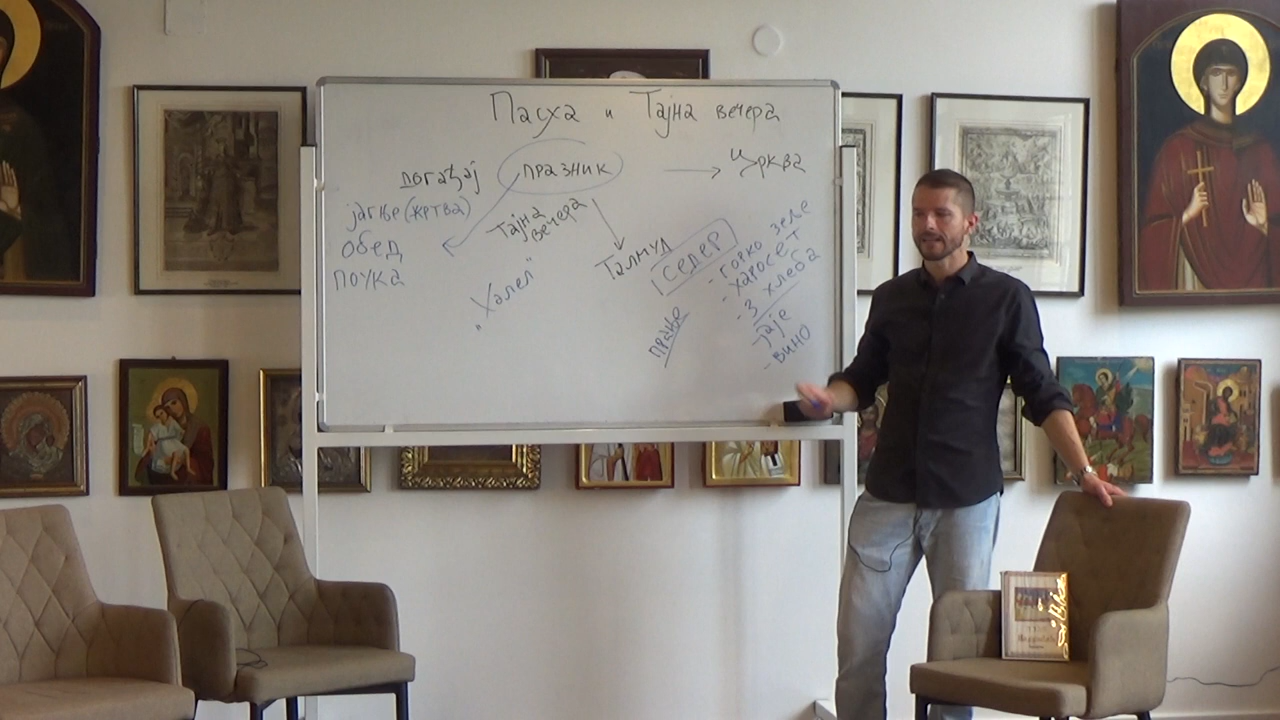 Пасха и Тајна вечера
догађај
празник
Црква
јагње (жртва)
обед
поука
Тајна
вечера
„Халел“
Талмуд
седер
прање
- горко зеље
- харосет
- 3 хлеба
- јаје
- вино